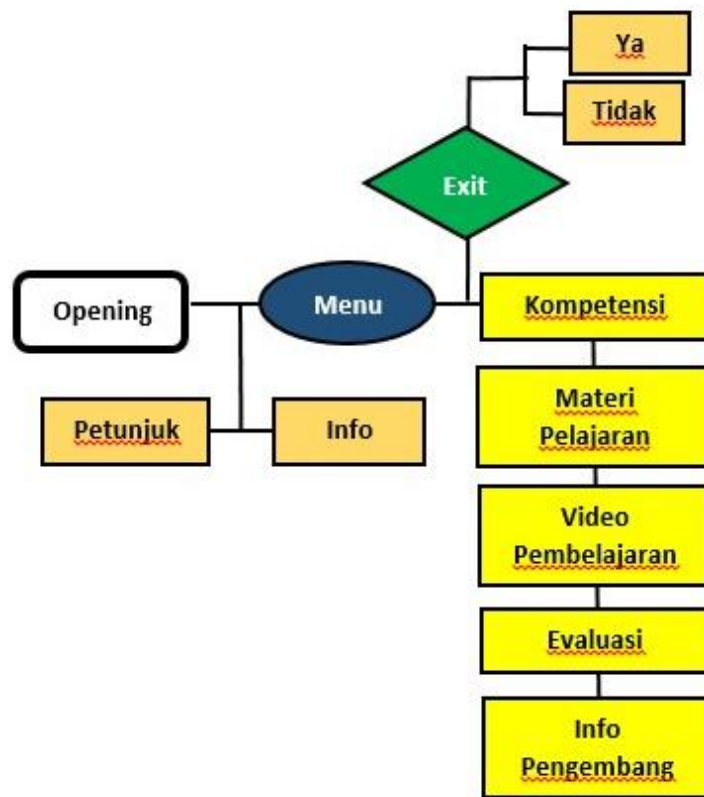 Ya
Tidak
Exit
Opening
Menu
Kompetensi
Petunjuk
Info
Materi
Pelajaran
Video
Pembelajaran
Evaluasi
Info
Pengembang